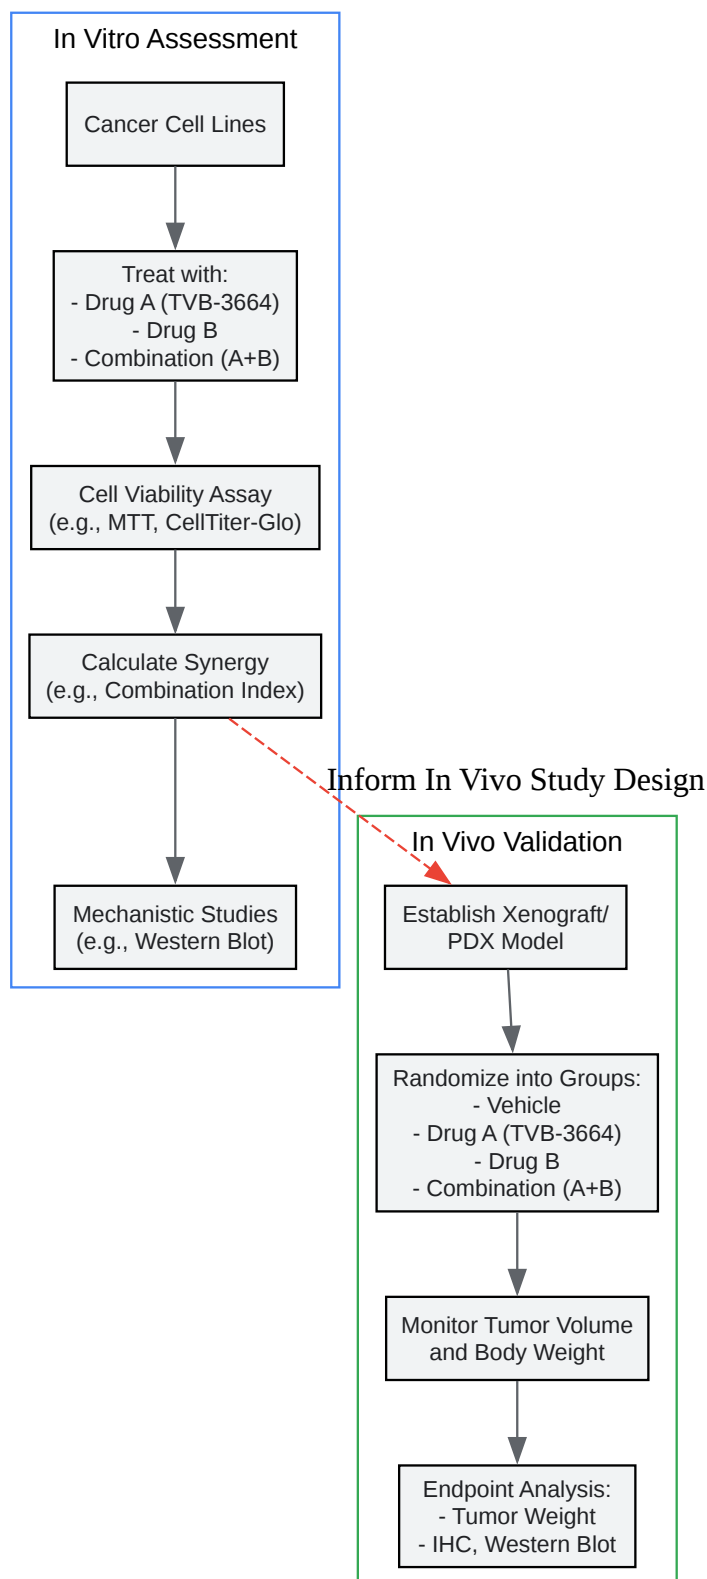 In Vitro Assessment
Cancer Cell Lines
Treat with:
- Drug A (TVB-3664)
- Drug B
- Combination (A+B)
Cell Viability Assay
(e.g., MTT, CellTiter-Glo)
Calculate Synergy
(e.g., Combination Index)
Mechanistic Studies
(e.g., Western Blot)
Inform In Vivo Study Design
In Vivo Validation
Establish Xenograft/
PDX Model
Randomize into Groups:
- Vehicle
- Drug A (TVB-3664)
- Drug B
- Combination (A+B)
Monitor Tumor Volume
and Body Weight
Endpoint Analysis:
- Tumor Weight
- IHC, Western Blot